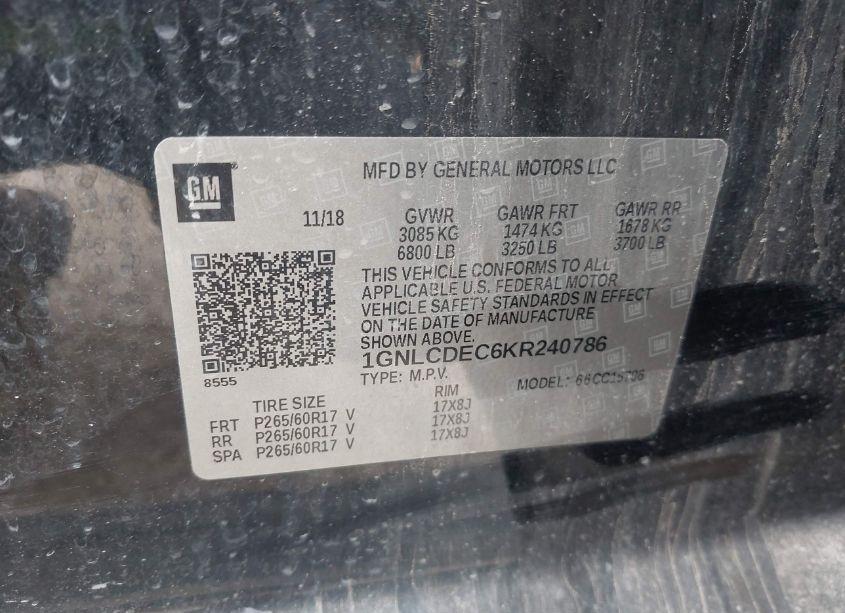 GM
MFD BY GENERAL MOTORS LLC
11/18 GVWR GAWR FRT GAWR RR
3085 KG 1474 KG 1678 KG
6800 LB 3250 LB 3700 LB
THIS VEHICLE CONFORMS TO ALL
APPLICABLE U.S. FEDERAL MOTOR
VEHICLE SAFETY STANDARDS IN EFFECT
ON THE DATE OF MANUFACTURE
SHOWN ABOVE.
1GNLCDEC6KR240786
8555
TYPE: M.P.V. MODEL: 66CC15706
TIRE SIZE RIM
FRT P265/60R17 V 17X8J
RR P265/60R17 V 17X8J
SPA P265/60R17 V 17X8J